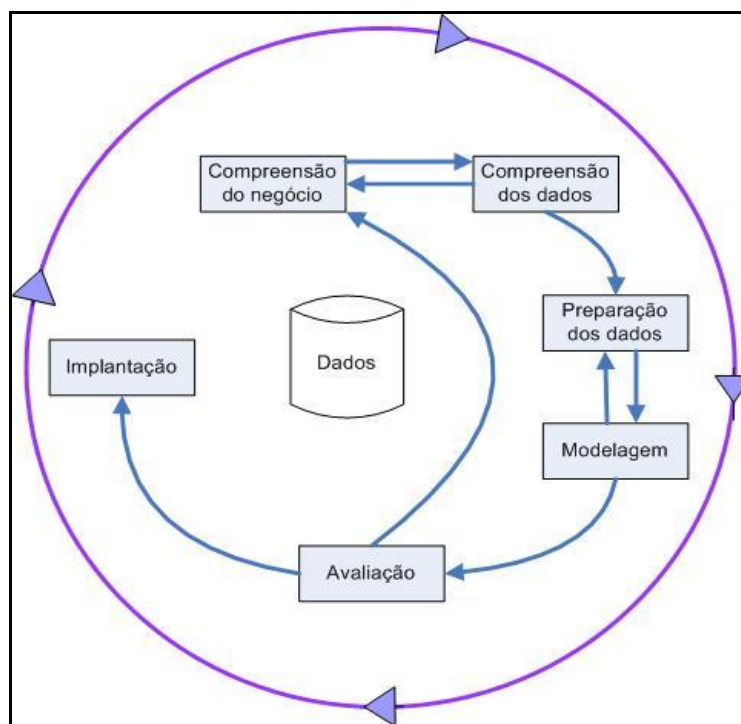 Compreensão
do negócio
Compreensão
dos dados
Preparação
dos dados
Dados
Implantação
Modelagem
Avaliação